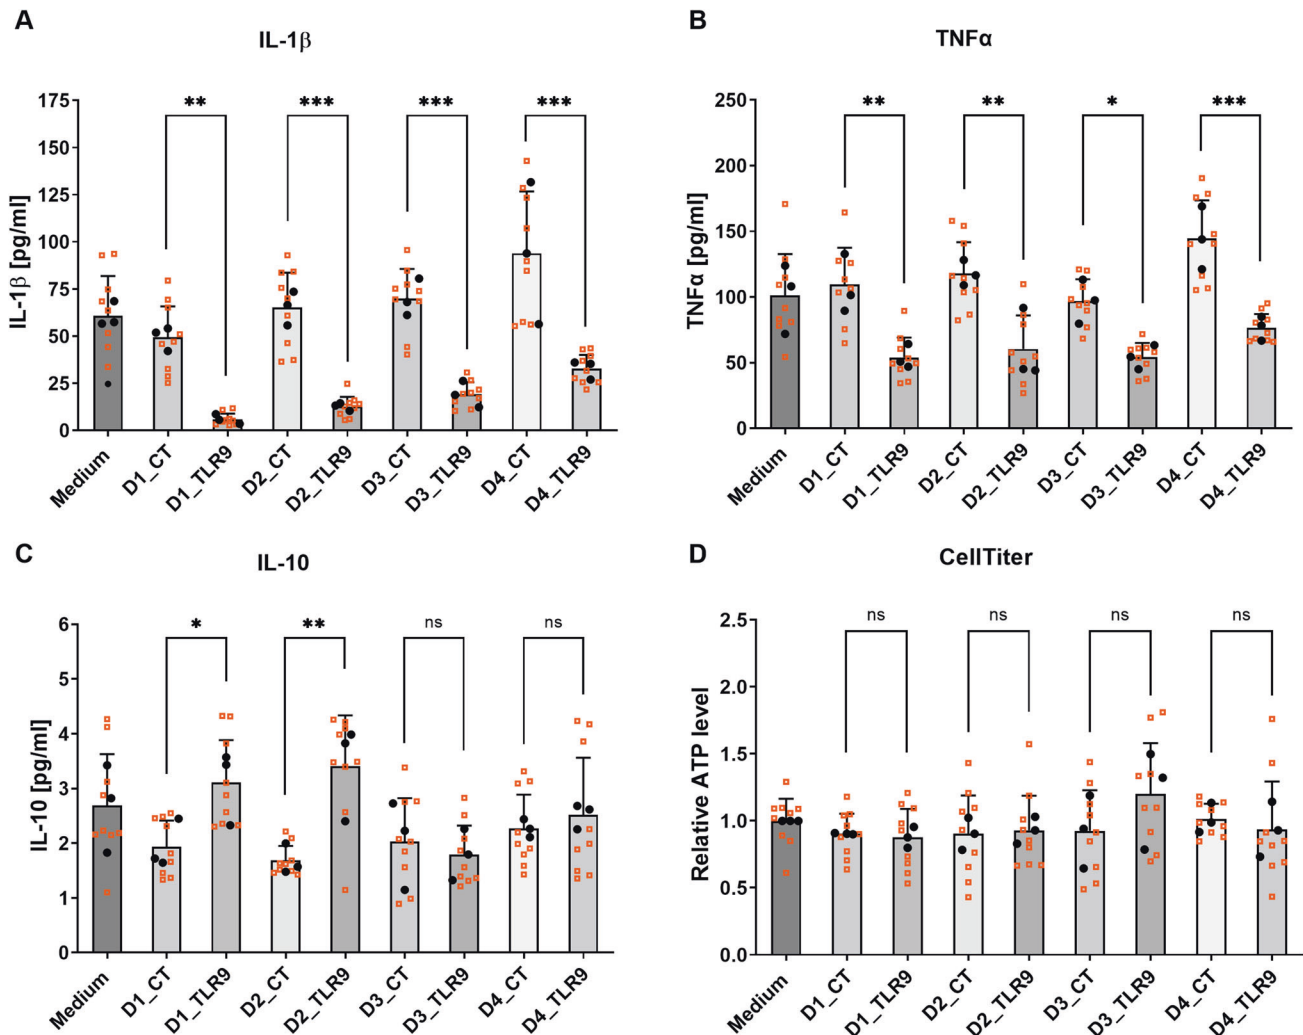 A
IL-1β
IL-1β [pg/ml]
175
150
125
100
75
50
25
0
** *** *** ***
Medium D1_CT D1_TLR9 D2_CT D2_TLR9 D3_CT D3_TLR9 D4_CT D4_TLR9
B
TNFα
TNFα [pg/ml]
250
200
150
100
50
0
** ** * ***
Medium D1_CT D1_TLR9 D2_CT D2_TLR9 D3_CT D3_TLR9 D4_CT D4_TLR9
C
IL-10
IL-10 [pg/ml]
6
5
4
3
2
1
0
* ** ns ns
Medium D1_CT D1_TLR9 D2_CT D2_TLR9 D3_CT D3_TLR9 D4_CT D4_TLR9
D
CellTiter
Relative ATP level
2.5
2.0
1.5
1.0
0.5
0.0
ns ns ns ns
Medium D1_CT D1_TLR9 D2_CT D2_TLR9 D3_CT D3_TLR9 D4_CT D4_TLR9